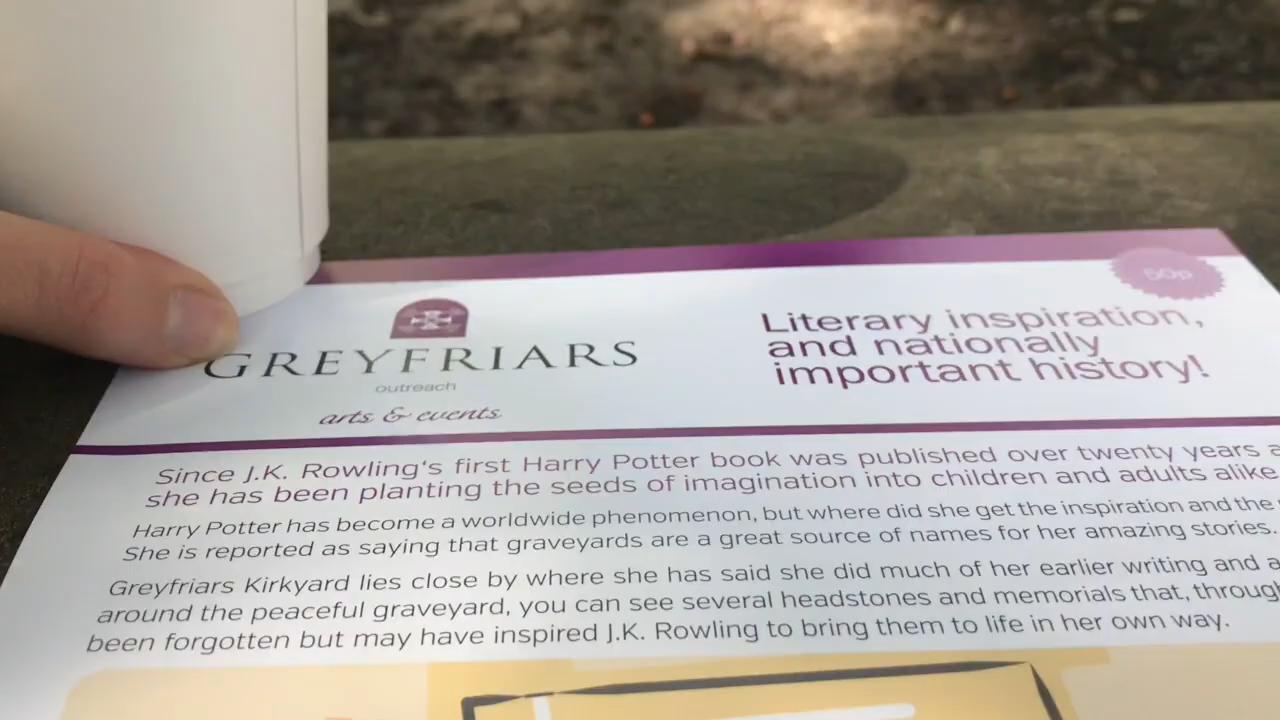 50p
GREYFRIARS
outreach
arts & events
Literary inspiration,
and nationally
important history!
Since J.K. Rowling's first Harry Potter book was published over twenty years
she has been planting the seeds of imagination into children and adults alike
Harry Potter has become a worldwide phenomenon, but where did she get the inspiration and the
She is reported as saying that graveyards are a great source of names for her amazing stories.
Greyfriars Kirkyard lies close by where she has said she did much of her earlier writing and
around the peaceful graveyard, you can see several headstones and memorials that, through
been forgotten but may have inspired J.K. Rowling to bring them to life in her own way.